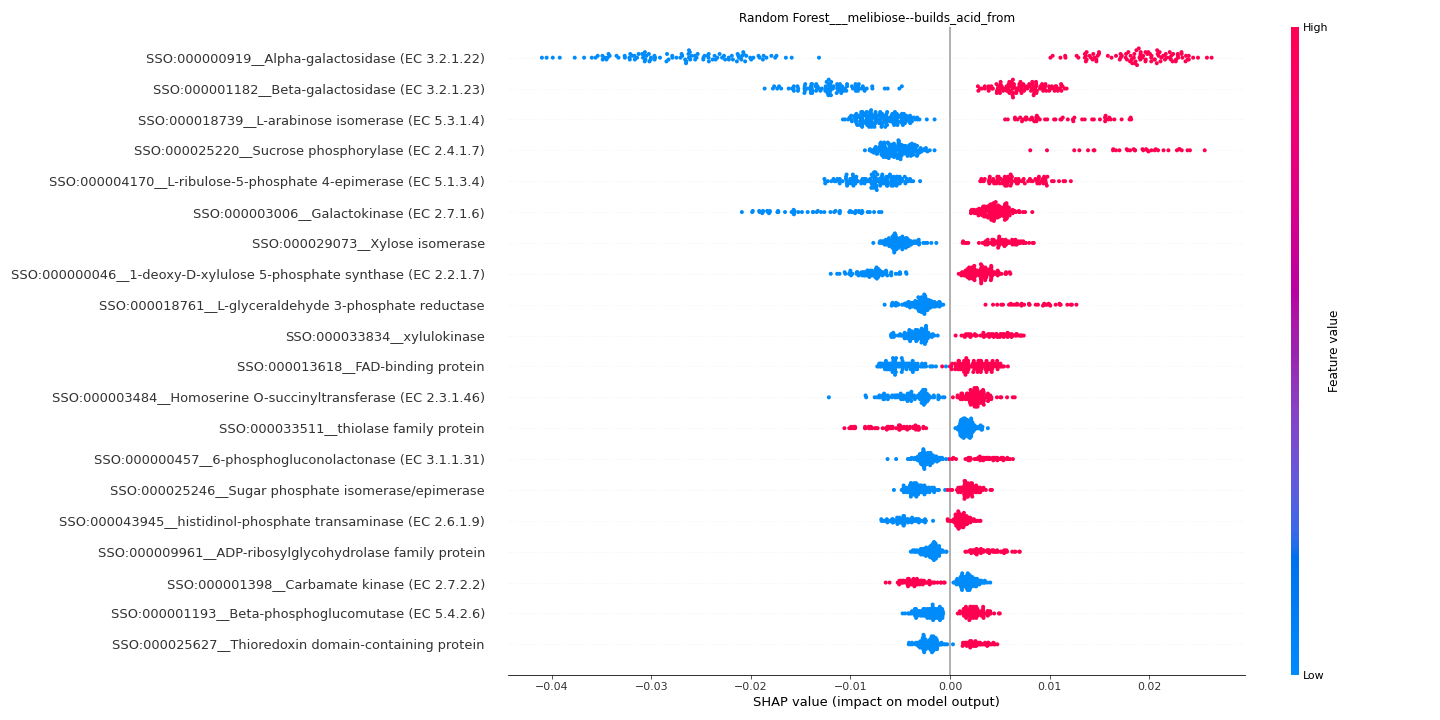 Random Forest___melibiose--builds_acid_from
High
SSO:000000919__Alpha-galactosidase (EC 3.2.1.22)
SSO:000001182__Beta-galactosidase (EC 3.2.1.23)
SSO:000018739__L-arabinose isomerase (EC 5.3.1.4)
SSO:000025220__Sucrose phosphorylase (EC 2.4.1.7)
SSO:000004170__L-ribulose-5-phosphate 4-epimerase (EC 5.1.3.4)
SSO:000003006__Galactokinase (EC 2.7.1.6)
SSO:000029073__Xylose isomerase
SSO:000000046__1-deoxy-D-xylulose 5-phosphate synthase (EC 2.2.1.7)
SSO:000018761__L-glyceraldehyde 3-phosphate reductase
SSO:000033834__xylulokinase
SSO:000013618__FAD-binding protein
SSO:000003484__Homoserine O-succinyltransferase (EC 2.3.1.46)
SSO:000033511__thiolase family protein
SSO:000000457__6-phosphogluconolactonase (EC 3.1.1.31)
SSO:000025246__Sugar phosphate isomerase/epimerase
SSO:000043945__histidinol-phosphate transaminase (EC 2.6.1.9)
SSO:000009961__ADP-ribosylglycohydrolase family protein
SSO:000001398__Carbamate kinase (EC 2.7.2.2)
SSO:000001193__Beta-phosphoglucomutase (EC 5.4.2.6)
SSO:000025627__Thioredoxin domain-containing protein
Feature value
Low
−0.04 −0.03 −0.02 −0.01 0.00 0.01 0.02
SHAP value (impact on model output)